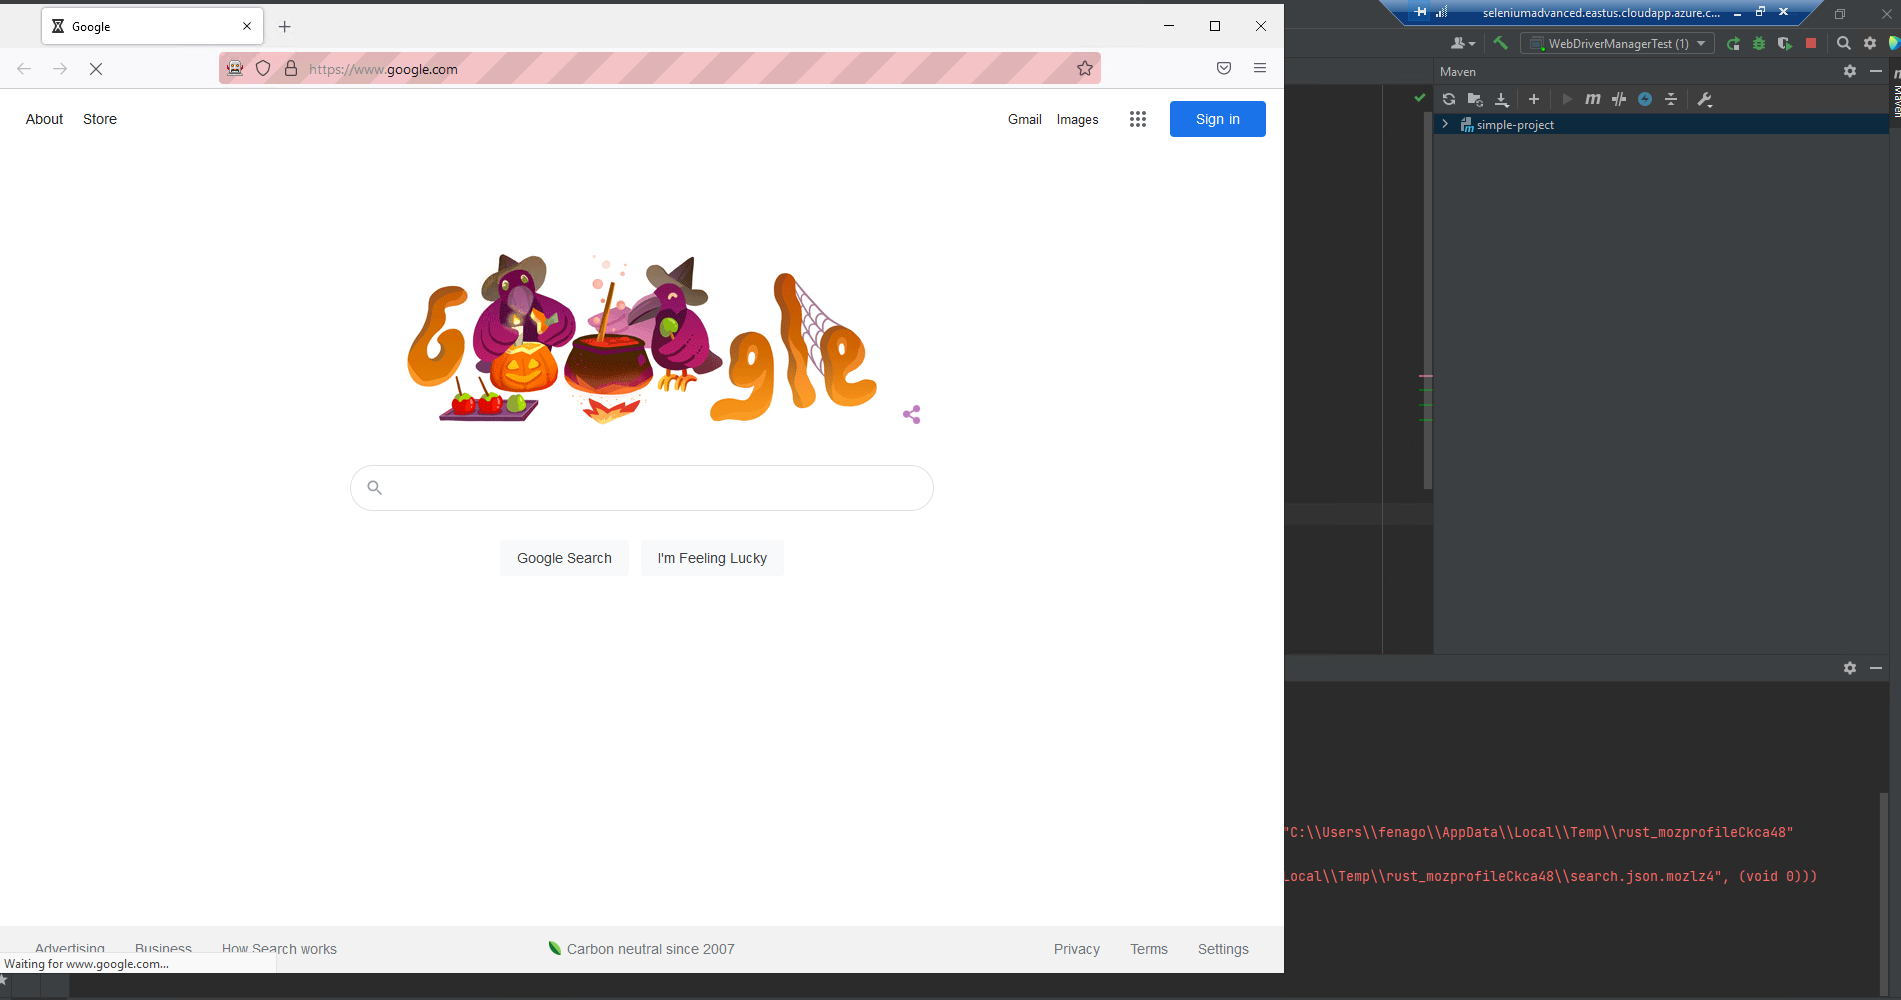 Google
seleniumadvanced.eastus.cloudapp.azure.c...
WebDriverManagerTest (1)
https://www.google.com
Maven
About Store Gmail Images Sign in
simple-project
Maven
Google
Google Search I'm Feeling Lucky
"C:\\Users\\fenago\\AppData\\Local\\Temp\\rust_mozprofileCkca48"
Local\\Temp\\rust_mozprofileCkca48\\search.json.mozlz4", (void 0)))
Advertising Business How Search works Carbon neutral since 2007 Privacy Terms Settings
Waiting for www.google.com...